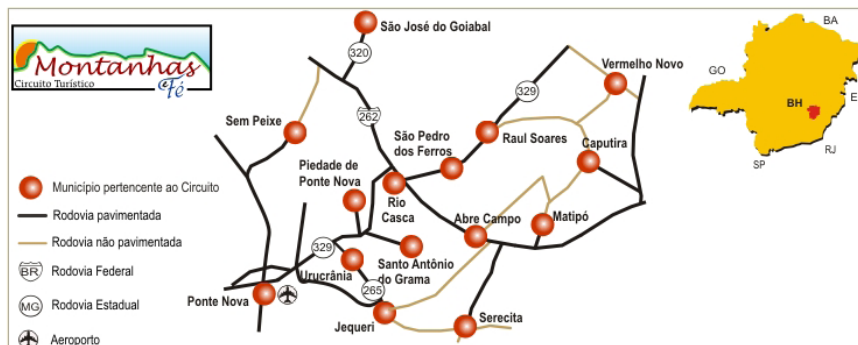 Montanhas
Circuito Turístico
e Fé
São José do Goiabal
320
BA
GO
E
BH
SP
RJ
Vermelho Novo
329
262
Sem Peixe
São Pedro
dos Ferros
Raul Soares
Caputira
Piedade de
Ponte Nova
Rio
Casca
Abre Campo
Matipó
329
Urucrânia
Santo Antônio
do Grama
265
Ponte Nova
Jequeri
Serecita
Município pertencente ao Circuito
Rodovia pavimentada
Rodovia não pavimentada
BR
Rodovia Federal
MG
Rodovia Estadual
Aeroporto